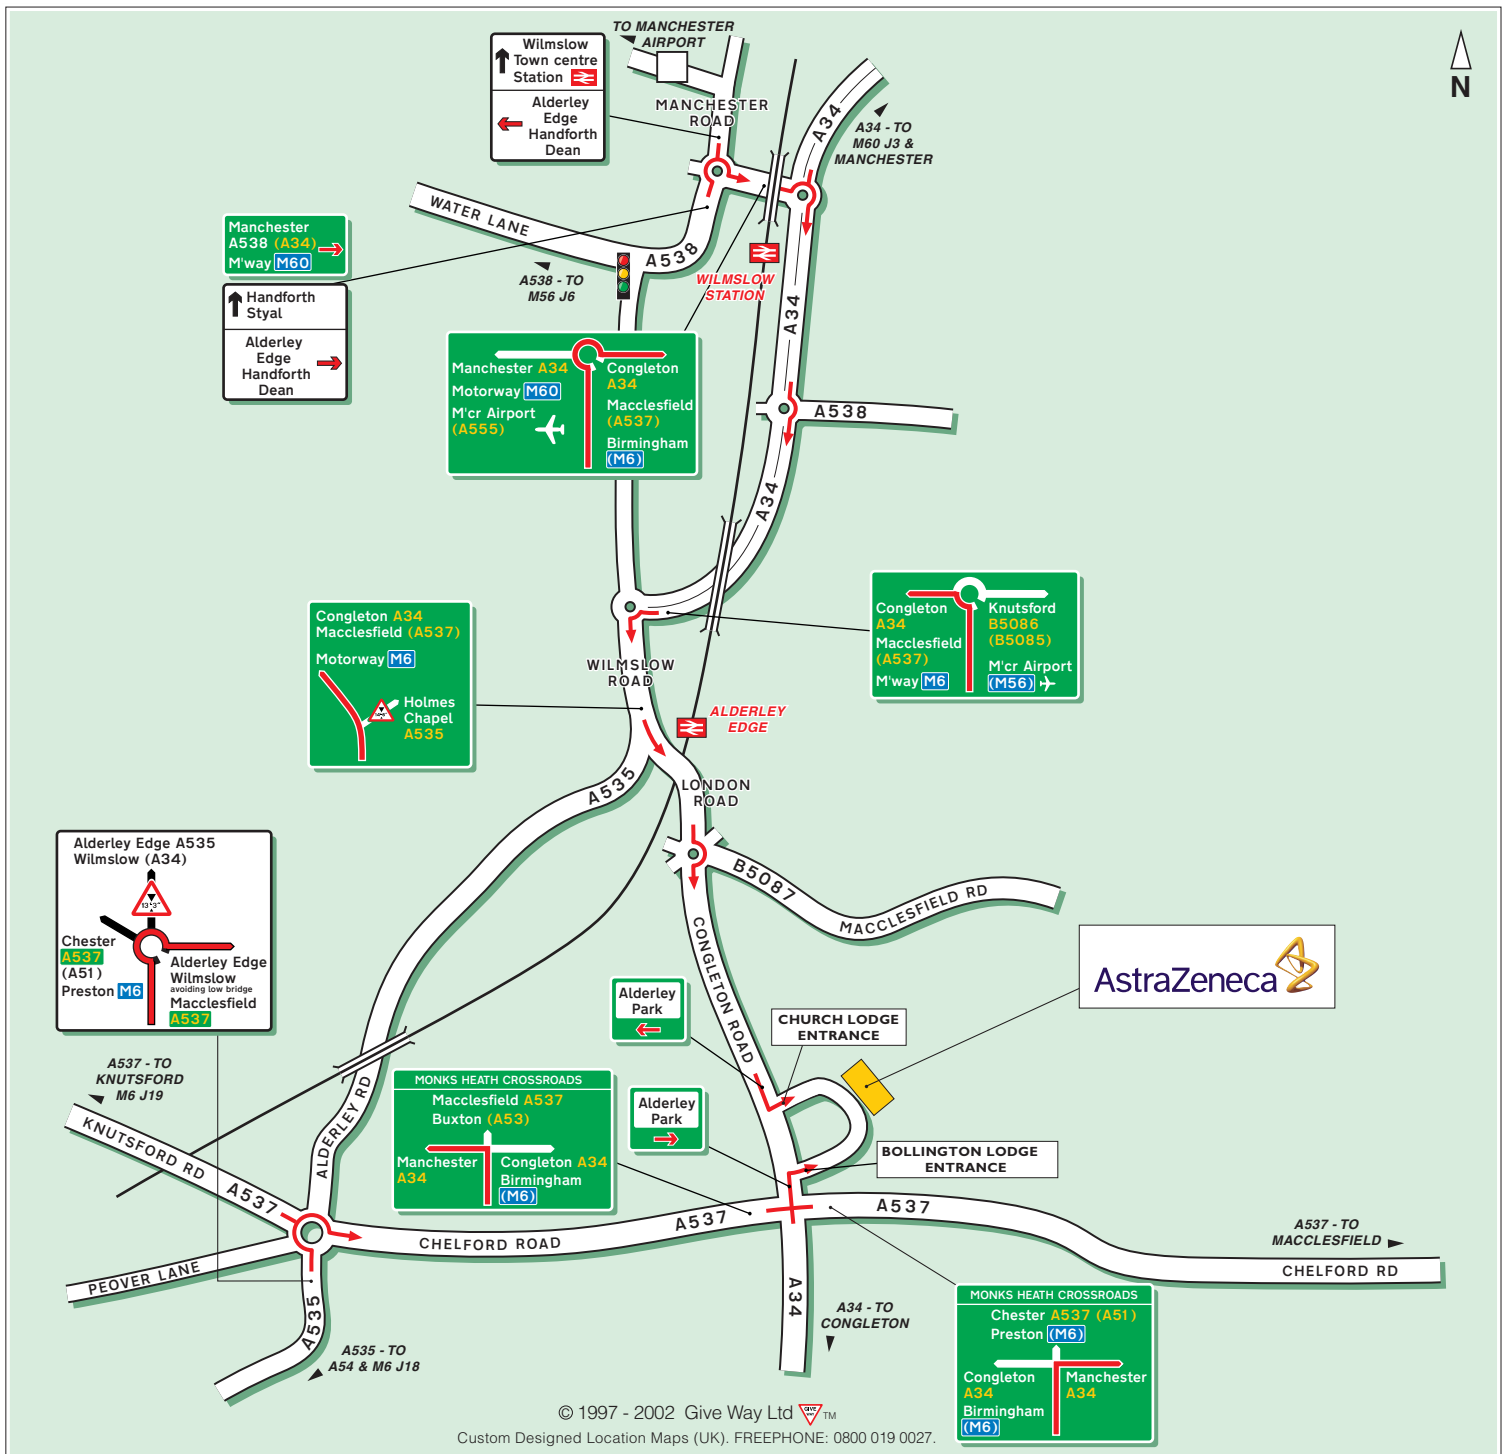 TO MANCHESTER
AIRPORT
N
Wilmslow
Town centre
Station
Alderley
Edge
Handforth
Dean
MANCHESTER
ROAD
A34
A34 - TO
M60 J3 &
MANCHESTER
WATER LANE
A538
A538 - TO
M56 J6
WILMSLOW
STATION
Manchester
A538 (A34)
M'way M60
Handforth
Styal
Alderley
Edge
Handforth
Dean
A34
Manchester A34
Motorway M60
M'cr Airport
(A555)
Congleton
A34
Macclesfield
(A537)
Birmingham
(M6)
A538
A34
Congleton
A34
Macclesfield
(A537)
M'way M6
Knutsford
B5086
(B5085)
M'cr Airport
(M56)
Congleton A34
Macclesfield (A537)
Motorway M6
Holmes
Chapel
A535
WILMSLOW
ROAD
ALDERLEY
EDGE
A535
LONDON
ROAD
B5087
MACCLESFIELD RD
Alderley Edge A535
Wilmslow (A34)
13'3"
Chester
A537
(A51)
Preston M6
Alderley Edge
Wilmslow
avoiding low bridge
Macclesfield
A537
CONGLETON ROAD
AstraZeneca
Alderley
Park
CHURCH LODGE
ENTRANCE
A537 - TO
KNUTSFORD
M6 J19
KNUTSFORD RD
A537
ALDERLEY RD
MONKS HEATH CROSSROADS
Macclesfield A537
Buxton (A53)
Manchester
A34
Congleton A34
Birmingham
(M6)
Alderley
Park
BOLLINGTON LODGE
ENTRANCE
A537
A537
CHELFORD ROAD
PEOVER LANE
A535
A535 - TO
A54 & M6 J18
A34
A34 - TO
CONGLETON
A537 - TO
MACCLESFIELD
CHELFORD RD
MONKS HEATH CROSSROADS
Chester A537 (A51)
Preston (M6)
Congleton
A34
Birmingham
(M6)
Manchester
A34
© 1997 - 2002 Give Way Ltd GIVE WAY TM
Custom Designed Location Maps (UK). FREEPHONE: 0800 019 0027.